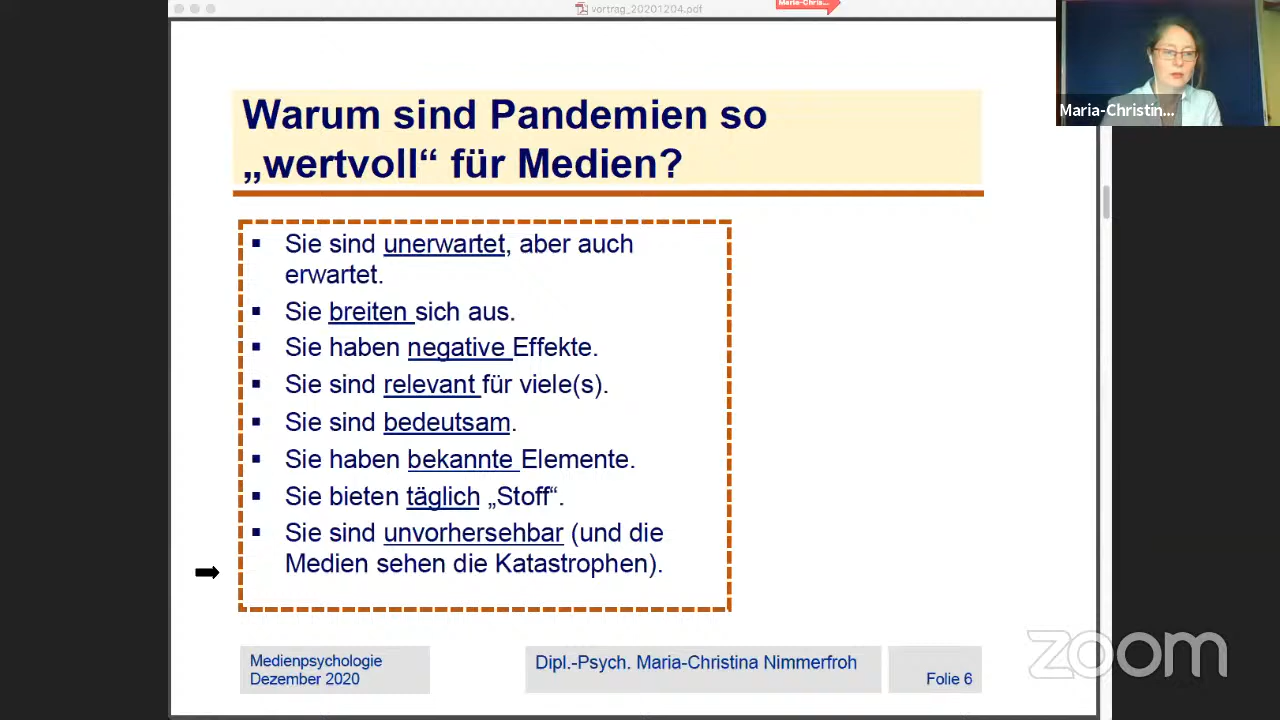 vortrag_20201204.pdf
Maria-Chris...
Maria-Christin...
Warum sind Pandemien so
„wertvoll“ für Medien?
▪ Sie sind unerwartet, aber auch
erwartet.
▪ Sie breiten sich aus.
▪ Sie haben negative Effekte.
▪ Sie sind relevant für viele(s).
▪ Sie sind bedeutsam.
▪ Sie haben bekannte Elemente.
▪ Sie bieten täglich „Stoff“.
▪ Sie sind unvorhersehbar (und die
Medien sehen die Katastrophen).
Medienpsychologie
Dezember 2020
Dipl.-Psych. Maria-Christina Nimmerfroh
Folie 6
zoom